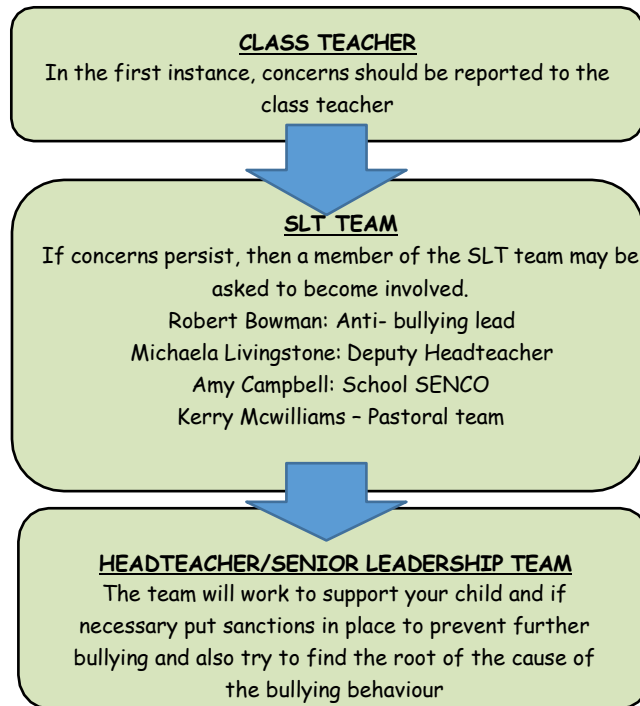 CLASS TEACHER
In the first instance, concerns should be reported to the
class teacher
SLT TEAM
If concerns persist, then a member of the SLT team may be
asked to become involved.
Robert Bowman: Anti- bullying lead
Michaela Livingstone: Deputy Headteacher
Amy Campbell: School SENCO
Kerry Mcwilliams – Pastoral team
HEADTEACHER/SENIOR LEADERSHIP TEAM
The team will work to support your child and if
necessary put sanctions in place to prevent further
bullying and also try to find the root of the cause of
the bullying behaviour